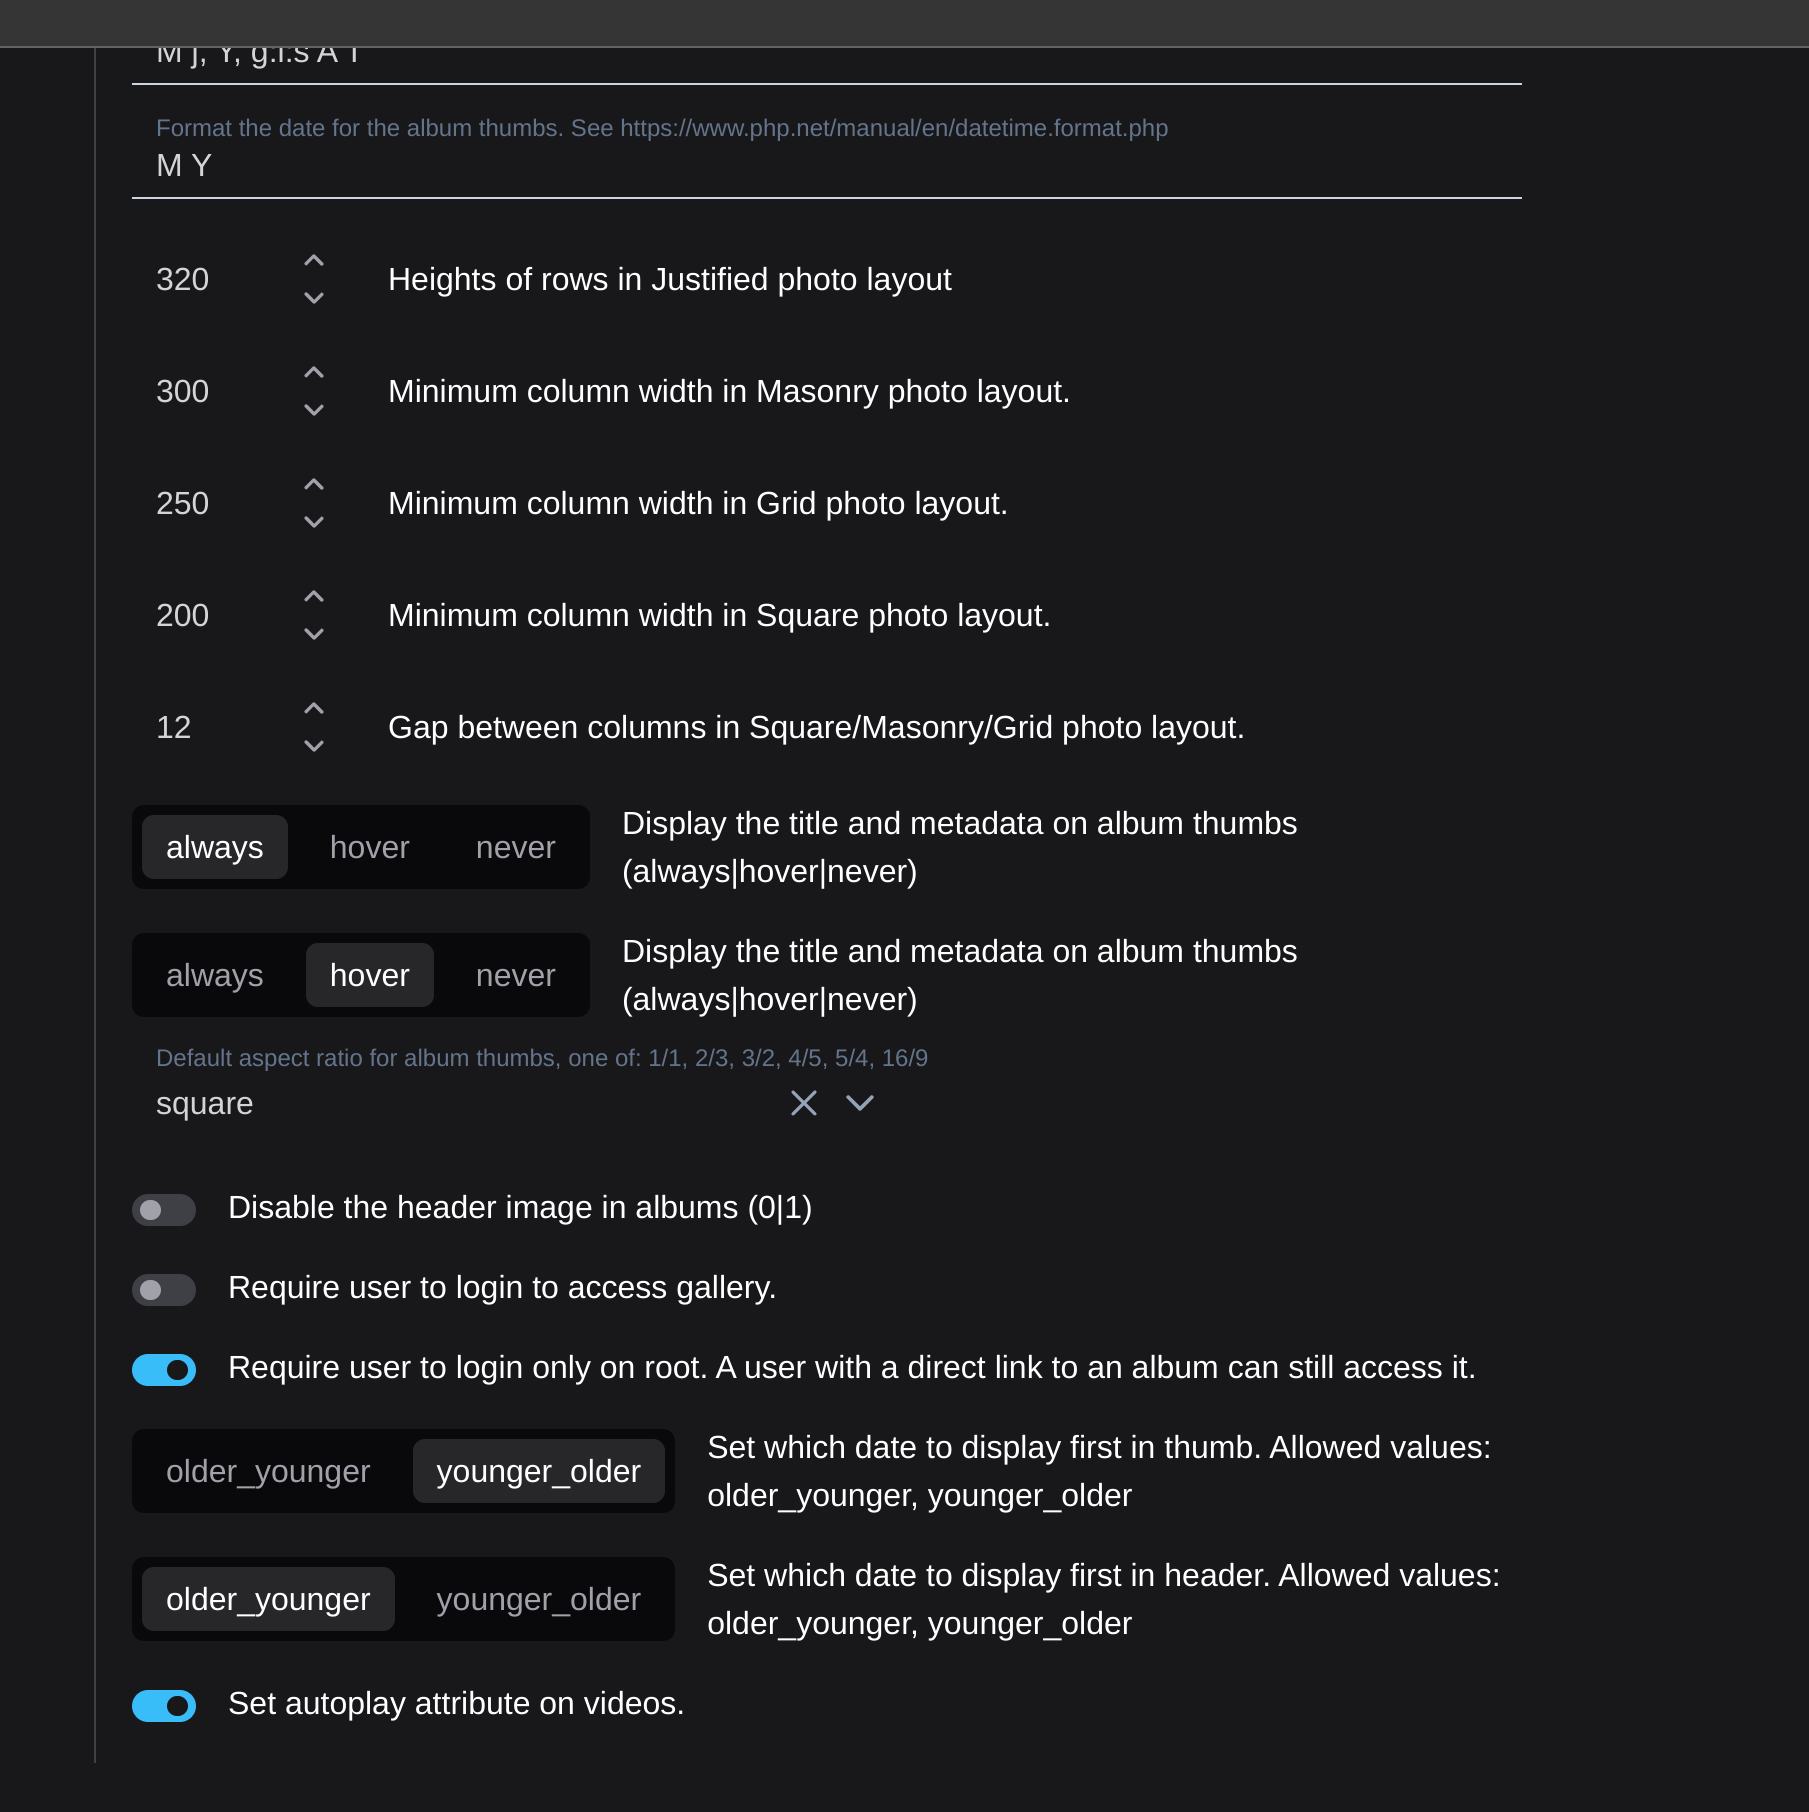 M j, Y, g:i:s A T
Format the date for the album thumbs. See https://www.php.net/manual/en/datetime.format.php
M Y
320 Heights of rows in Justified photo layout
300 Minimum column width in Masonry photo layout.
250 Minimum column width in Grid photo layout.
200 Minimum column width in Square photo layout.
12 Gap between columns in Square/Masonry/Grid photo layout.
always hover never Display the title and metadata on album thumbs
(always|hover|never)
always hover never Display the title and metadata on album thumbs
(always|hover|never)
Default aspect ratio for album thumbs, one of: 1/1, 2/3, 3/2, 4/5, 5/4, 16/9
square
Disable the header image in albums (0|1)
Require user to login to access gallery.
Require user to login only on root. A user with a direct link to an album can still access it.
older_younger younger_older Set which date to display first in thumb. Allowed values:
older_younger, younger_older
older_younger younger_older Set which date to display first in header. Allowed values:
older_younger, younger_older
Set autoplay attribute on videos.